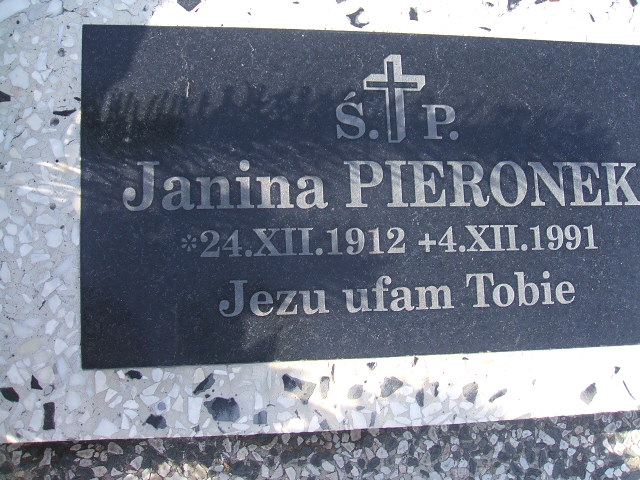 Ś. P.
Janina PIERONEK
*24.XII.1912 +4.XII.1991
Jezu ufam Tobie